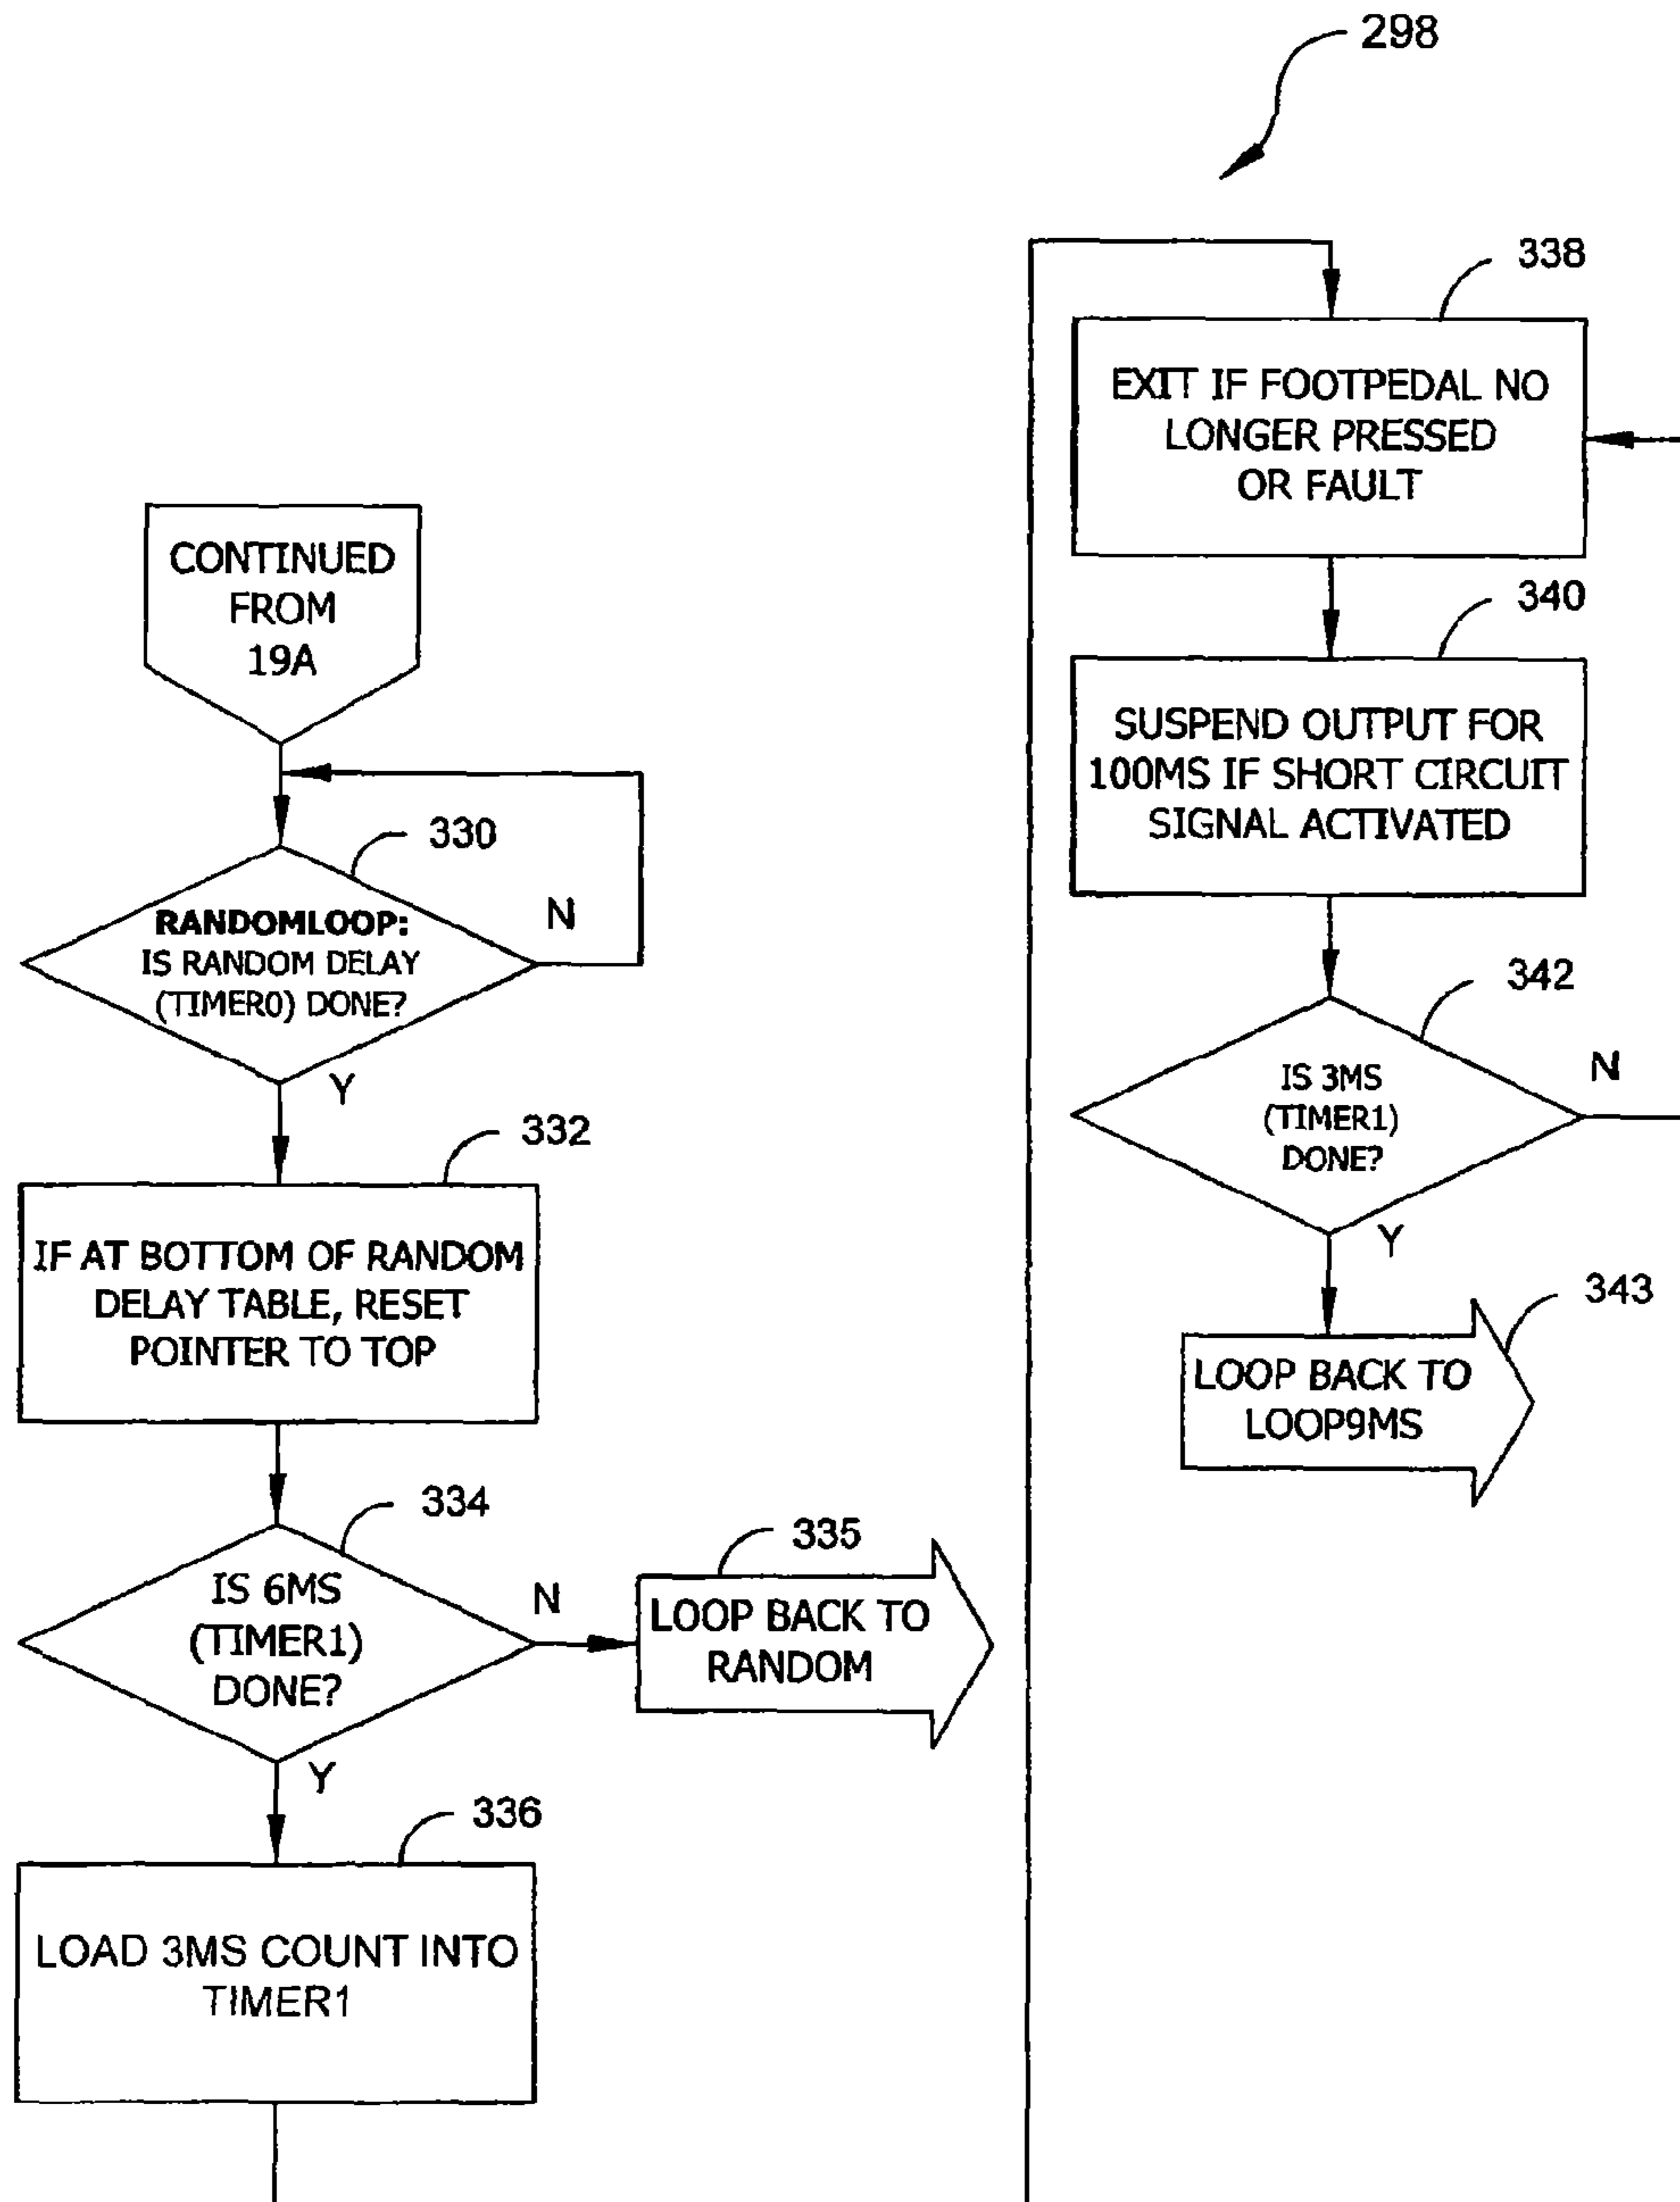 298
CONTINUED
FROM
19A
330
RANDOMLOOP:
IS RANDOM DELAY
(TIMER0) DONE?
N
Y
332
IF AT BOTTOM OF RANDOM
DELAY TABLE, RESET
POINTER TO TOP
334
IS 6MS
(TIMER1)
DONE?
N
335
LOOP BACK TO
RANDOM
Y
336
LOAD 3MS COUNT INTO
TIMER1
338
EXIT IF FOOTPEDAL NO
LONGER PRESSED
OR FAULT
340
SUSPEND OUTPUT FOR
100MS IF SHORT CIRCUIT
SIGNAL ACTIVATED
342
IS 3MS
(TIMER1)
DONE?
N
Y
343
LOOP BACK TO
LOOP9MS